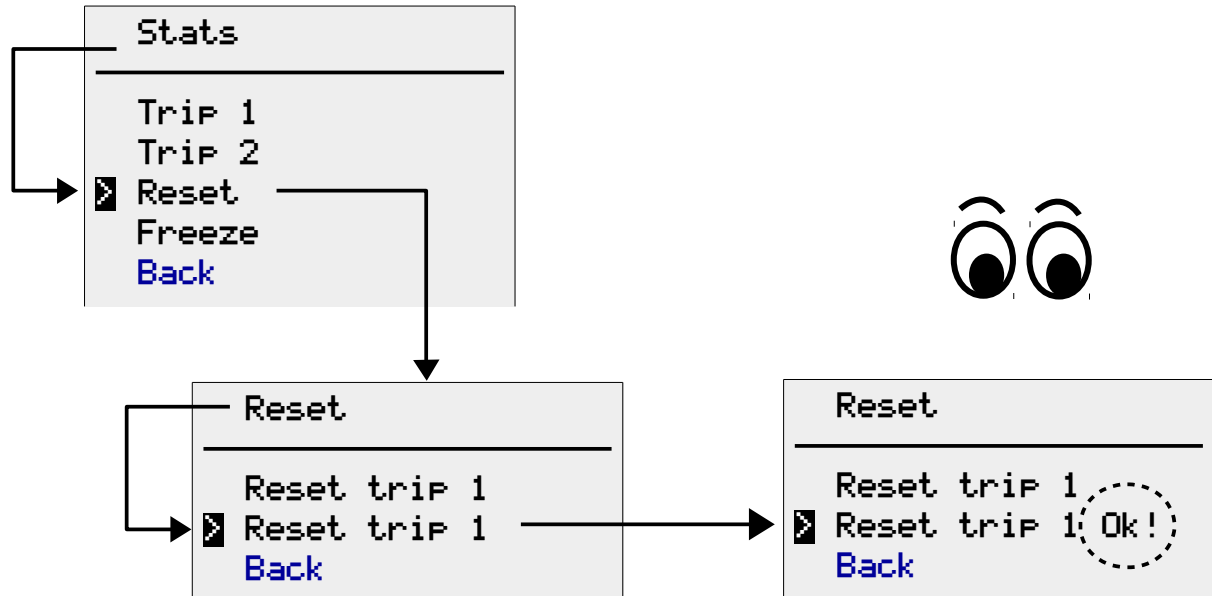 Stats
Trip 1
Trip 2
> Reset
Freeze
Back
Reset
Reset trip 1
> Reset trip 1
Back
Reset
Reset trip 1
> Reset trip 1 Ok!
Back